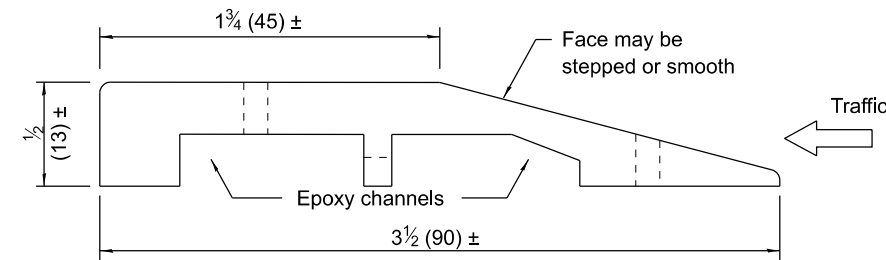 1¾ (45) ±
Face may be
stepped or smooth
Traffic
½
(13) ±
Epoxy channels
3½ (90) ±